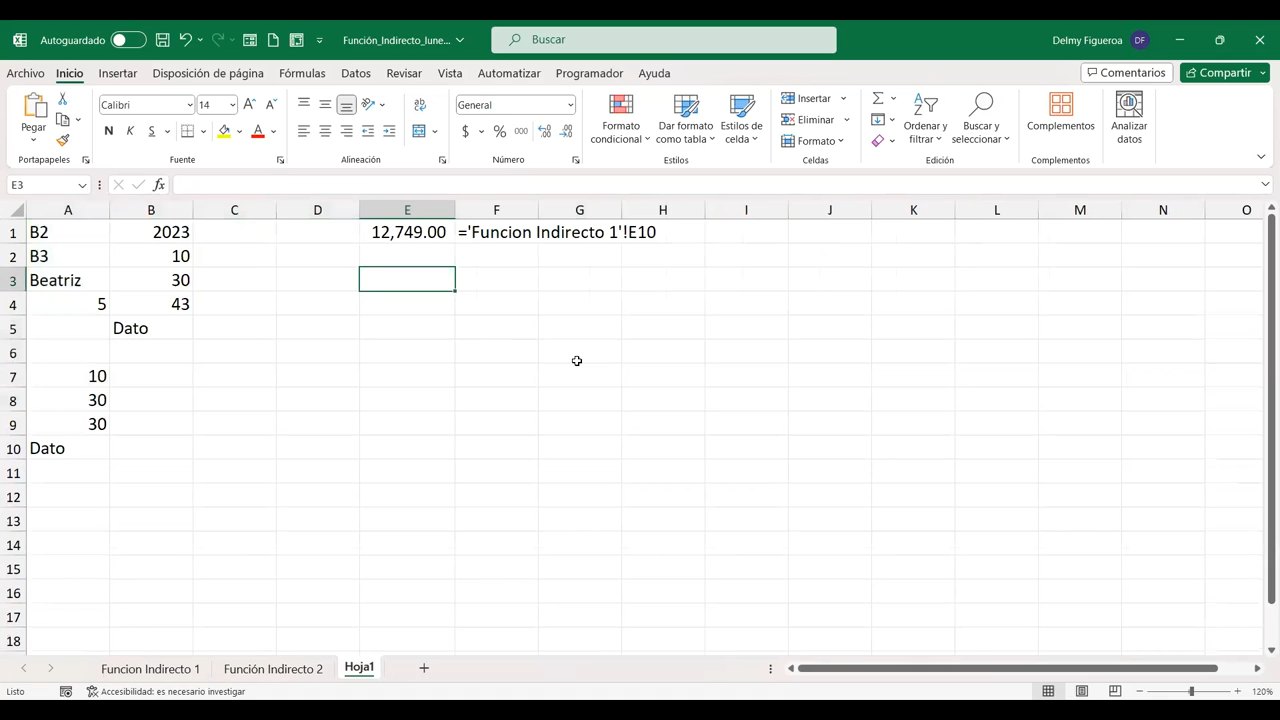 Autoguardado
Función_Indirecto_June...
Buscar
Delmy Figueroa DF
Archivo Inicio Insertar Disposición de página Fórmulas Datos Revisar Vista Automatizar Programador Ayuda
Comentarios Compartir
Pegar
Calibri 14
N K S
General
$ % 000
Formato condicional
Dar formato como tabla
Estilos de celda
Insertar
Eliminar
Formato
Ordenar y filtrar
Buscar y seleccionar
Complementos
Analizar datos
Portapapeles Fuente Alineación Número Estilos Celdas Edición Complementos
E3 fx
A B C D E F G H I J K L M N O
1 B2 2023 12,749.00 ='Funcion Indirecto 1'!E10
2 B3 10
3 Beatriz 30
4 5 43
5 Dato
6
7 10
8 30
9 30
10 Dato
11
12
13
14
15
16
17
18
Funcion Indirecto 1 Función Indirecto 2 Hoja1
Listo Accesibilidad: es necesario investigar 120%